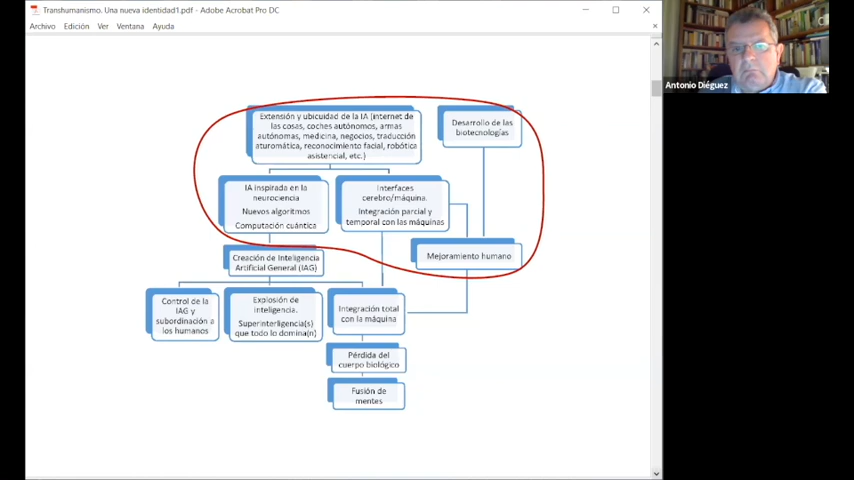 Transhumanismo. Una nueva identidad'1.pdf - Adobe Acrobat Pro DC
Archivo Edición Ver Ventana Ayuda
Antonio Diéguez
Extensión y ubicuidad de la IA (internet de
las cosas, coches autónomos, armas
autónomas, medicina, negocios, traducción
aturomática, reconocimiento facial, robótica
asistencial, etc.)
Desarrollo de las
biotecnologías
IA inspirada en la
neurociencia
Nuevos algoritmos
Computación cuántica
Interfaces
cerebro/máquina.
Integración parcial y
temporal con las máquinas
Mejoramiento humano
Creación de Inteligencia
Artificial General (IAG)
Control de la
IAG y
subordinación a
los humanos
Explosión de
Inteligencia.
Superinterligencia(s)
que todo lo domina(n)
Integración total
con la máquina
Pérdida del
cuerpo biológico
Fusión de
mentes